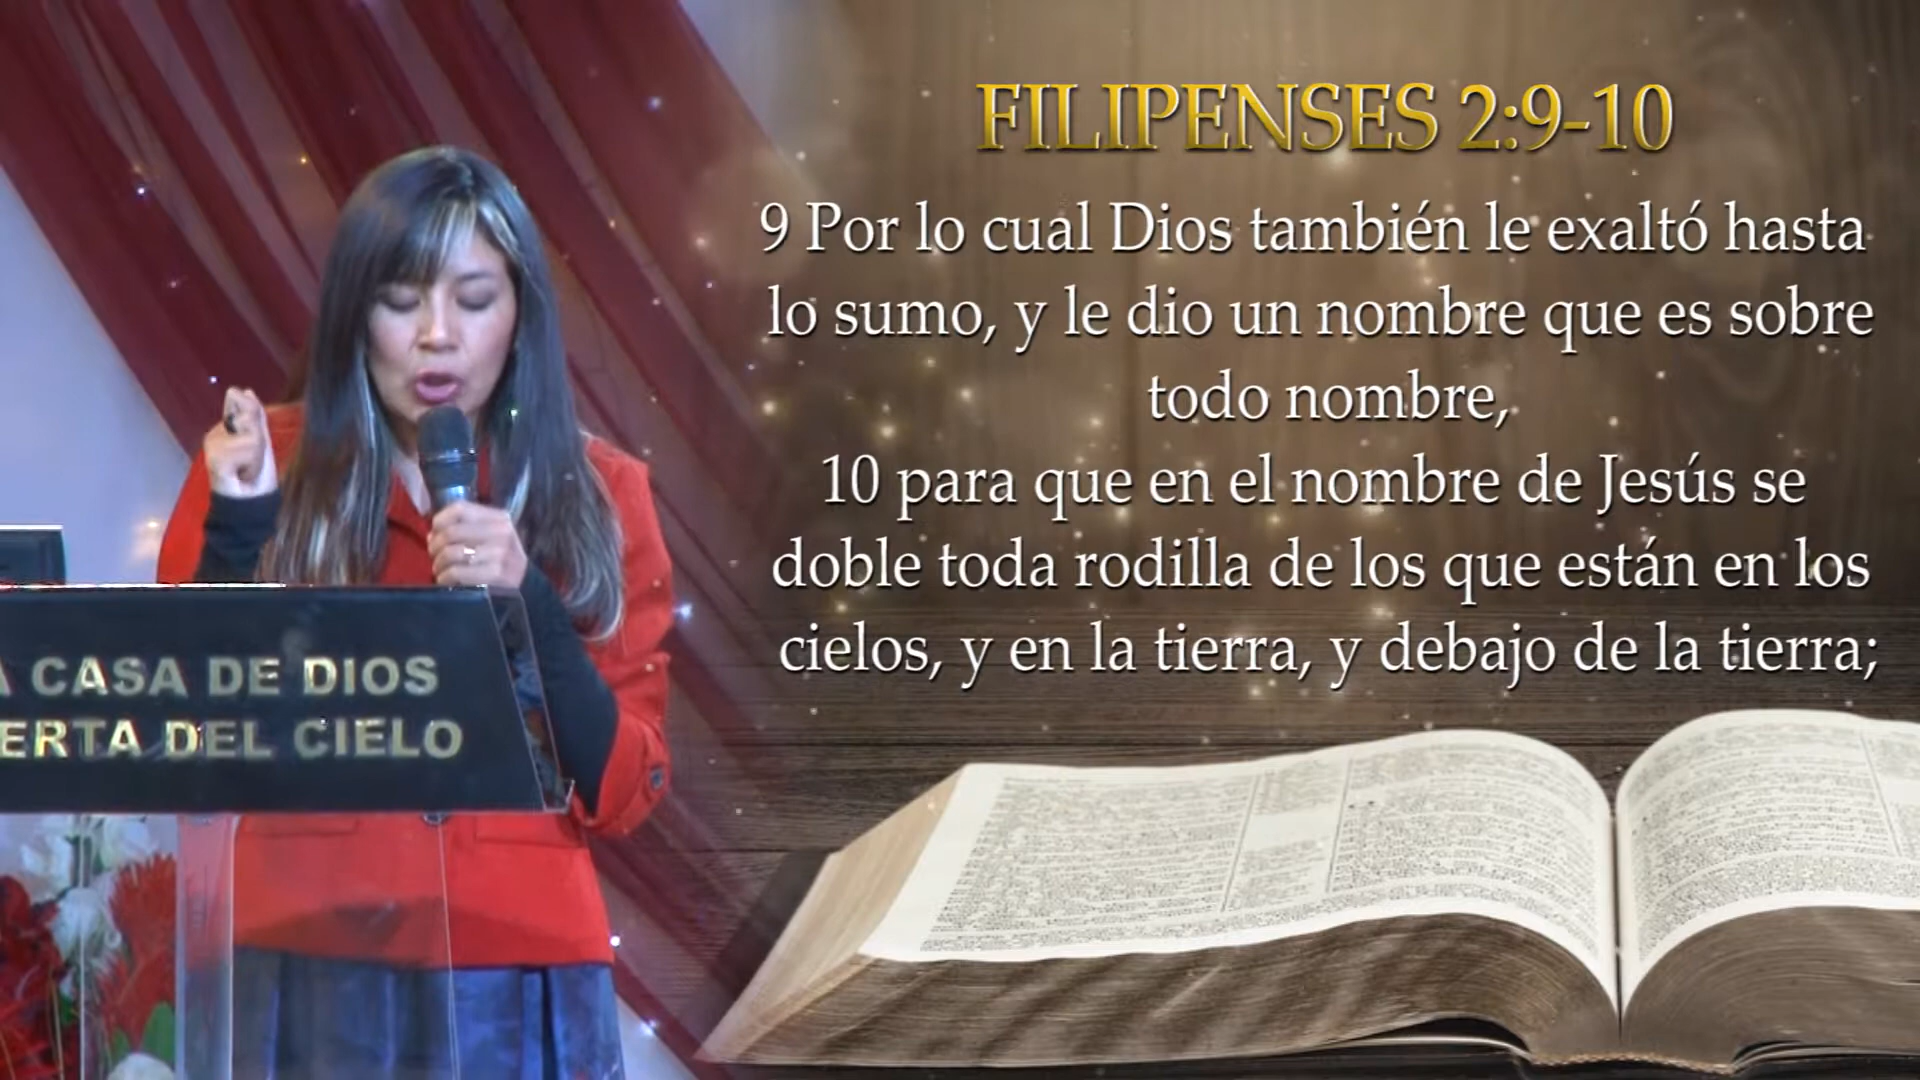 FILIPENSES 2:9-10
9 Por lo cual Dios también le exaltó hasta
lo sumo, y le dio un nombre que es sobre
todo nombre,
10 para que en el nombre de Jesús se
doble toda rodilla de los que están en los
cielos, y en la tierra, y debajo de la tierra;
CASA DE DIOS
DEL CIELO